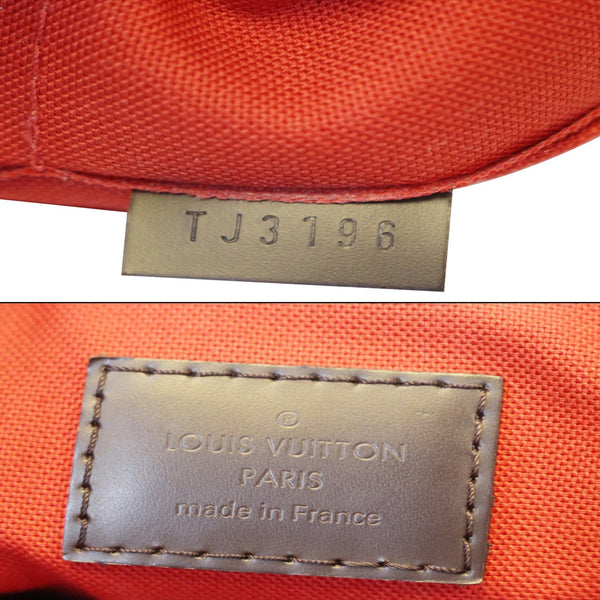 TJ3196
®
LOUIS VUITTON
PARIS
made in France